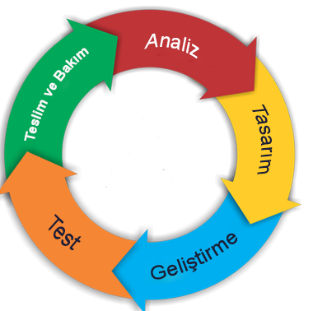 Analiz
Tasarım
Geliştirme
Test
Teslim ve Bakım